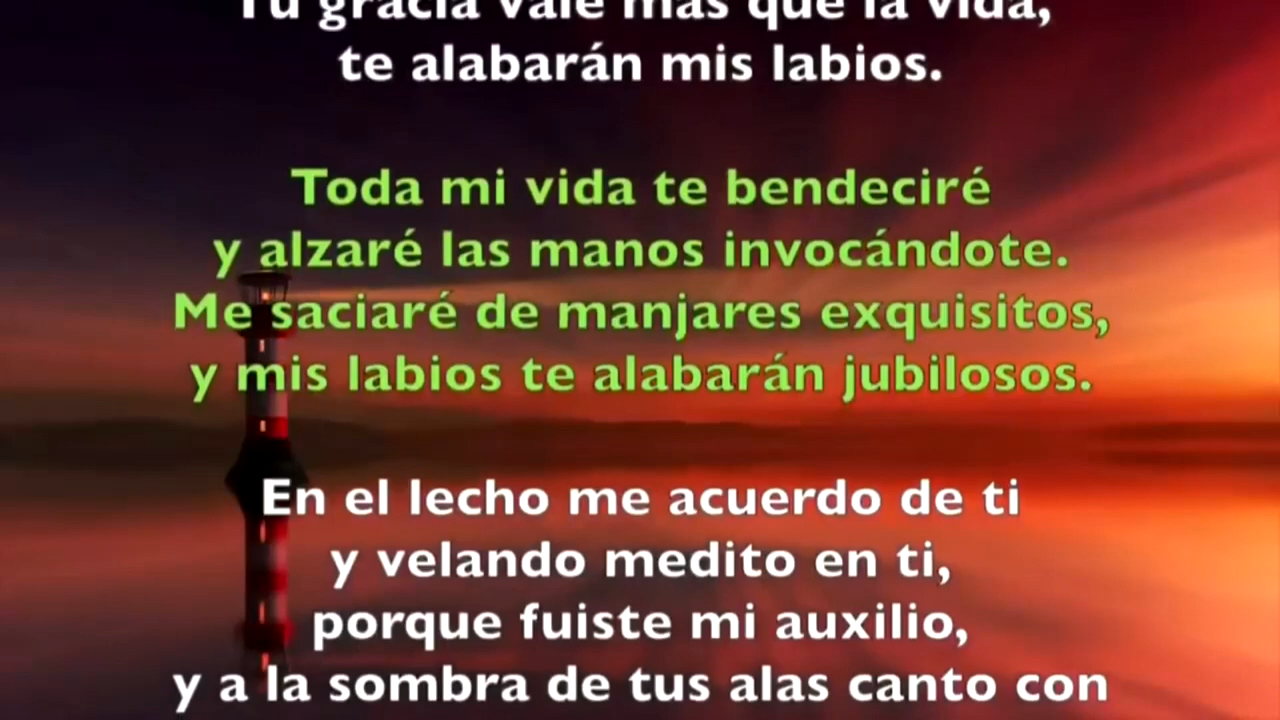 Tu gracia vale más que la vida,
te alabarán mis labios.
Toda mi vida te bendeciré
y alzaré las manos invocándote.
Me saciaré de manjares exquisitos,
y mis labios te alabarán jubilosos.
En el lecho me acuerdo de ti
y velando medito en ti,
porque fuiste mi auxilio,
y a la sombra de tus alas canto con